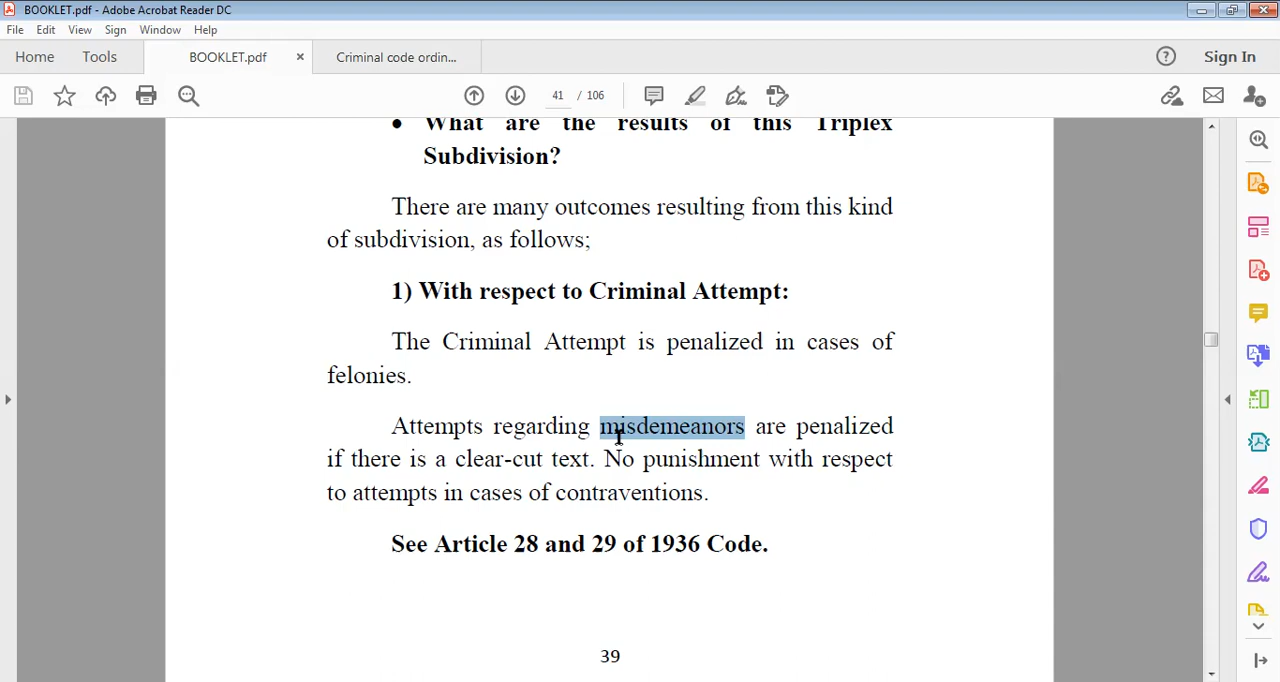 BOOKLET.pdf - Adobe Acrobat Reader DC
File Edit View Sign Window Help
Home Tools BOOKLET.pdf × Criminal code ordin... ? Sign In
41 / 106
• What are the results of this Triplex
Subdivision?
There are many outcomes resulting from this kind
of subdivision, as follows;
1) With respect to Criminal Attempt:
The Criminal Attempt is penalized in cases of
felonies.
Attempts regarding misdemeanors are penalized
if there is a clear-cut text. No punishment with respect
to attempts in cases of contraventions.
See Article 28 and 29 of 1936 Code.
39